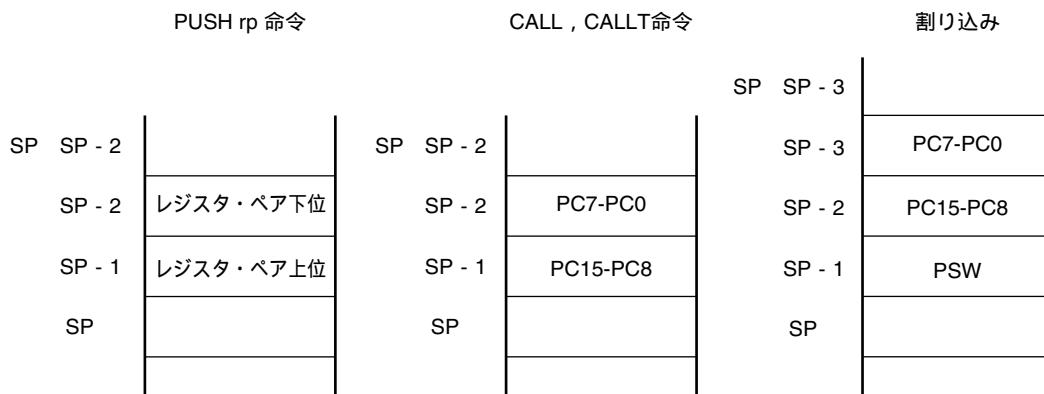 PUSH rp 命令
CALL , CALLT命令
割り込み
SP SP - 3
SP SP - 2
SP SP - 2
SP - 3 PC7-PC0
SP - 2 レジスタ・ペア下位
SP - 2 PC7-PC0
SP - 2 PC15-PC8
SP - 1 レジスタ・ペア上位
SP - 1 PC15-PC8
SP - 1 PSW
SP
SP
SP